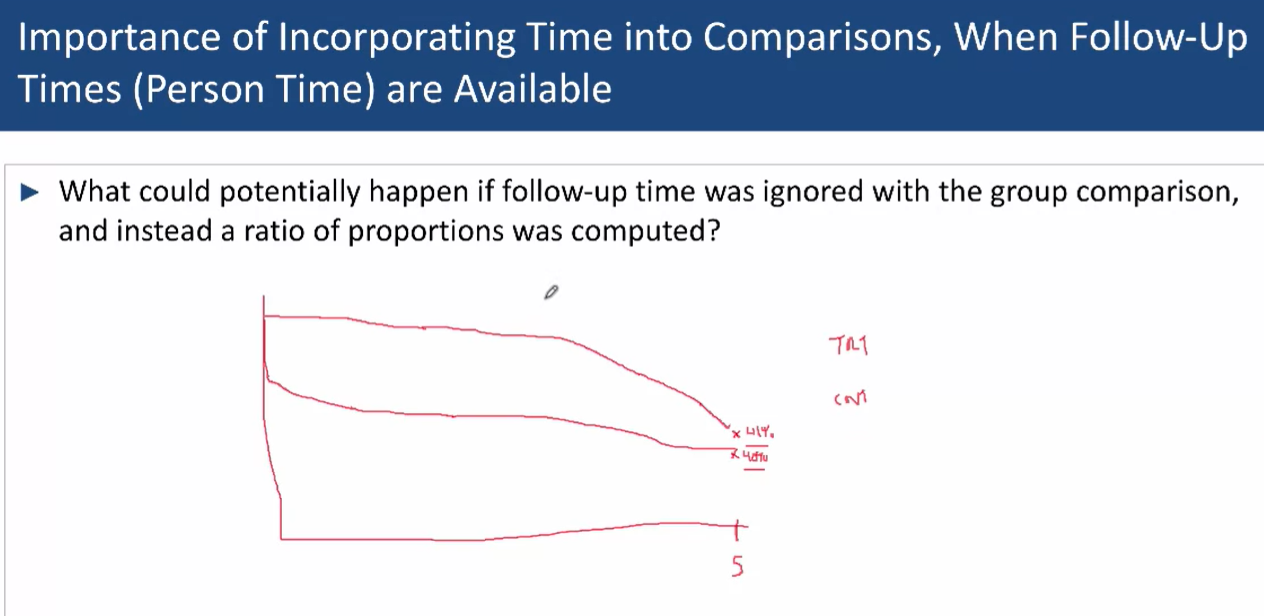 Importance of Incorporating Time into Comparisons, When Follow-Up
Times (Person Time) are Available
► What could potentially happen if follow-up time was ignored with the group comparison,
and instead a ratio of proportions was computed?
TRT
x 41%
x 40%
5